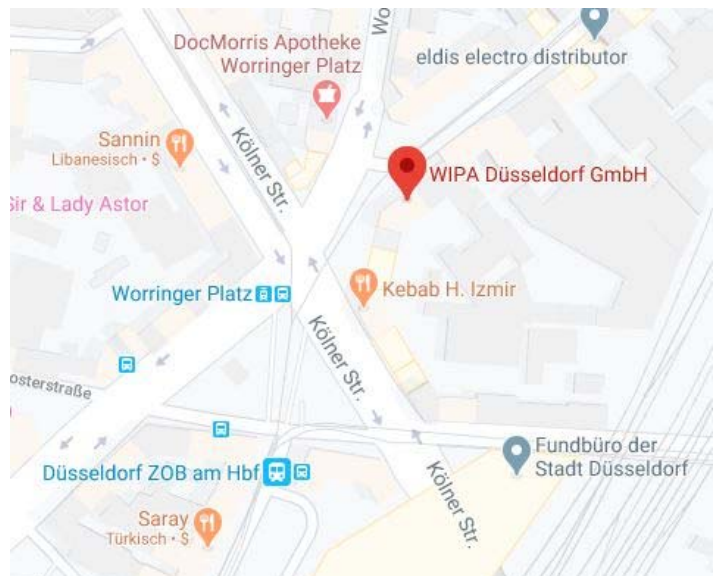 Wo
DocMorris Apotheke
Worringer Platz
eldis electro distributor
Sannin
Libanesisch • $
Kölner Str.
WIPA Düsseldorf GmbH
Sir & Lady Astor
Worringer Platz
Kebab H. Izmir
Kölner Str.
osterstraße
Fundbüro der
Stadt Düsseldorf
Düsseldorf ZOB am Hbf
Kölner Str.
Saray
Türkisch • $